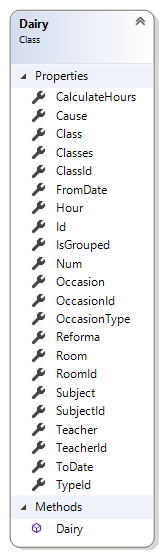 Dairy
Class
Properties
CalculateHours
Cause
Class
Classes
ClassId
FromDate
Hour
Id
IsGrouped
Num
Occasion
OccasionId
OccasionType
Reforma
Room
RoomId
Subject
SubjectId
Teacher
TeacherId
ToDate
TypeId
Methods
Dairy